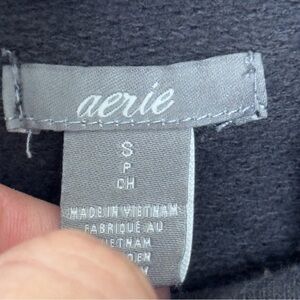 aerie
S
P
CH
MADE IN VIETNAM
FABRIQUÉ AU
VIETNAM